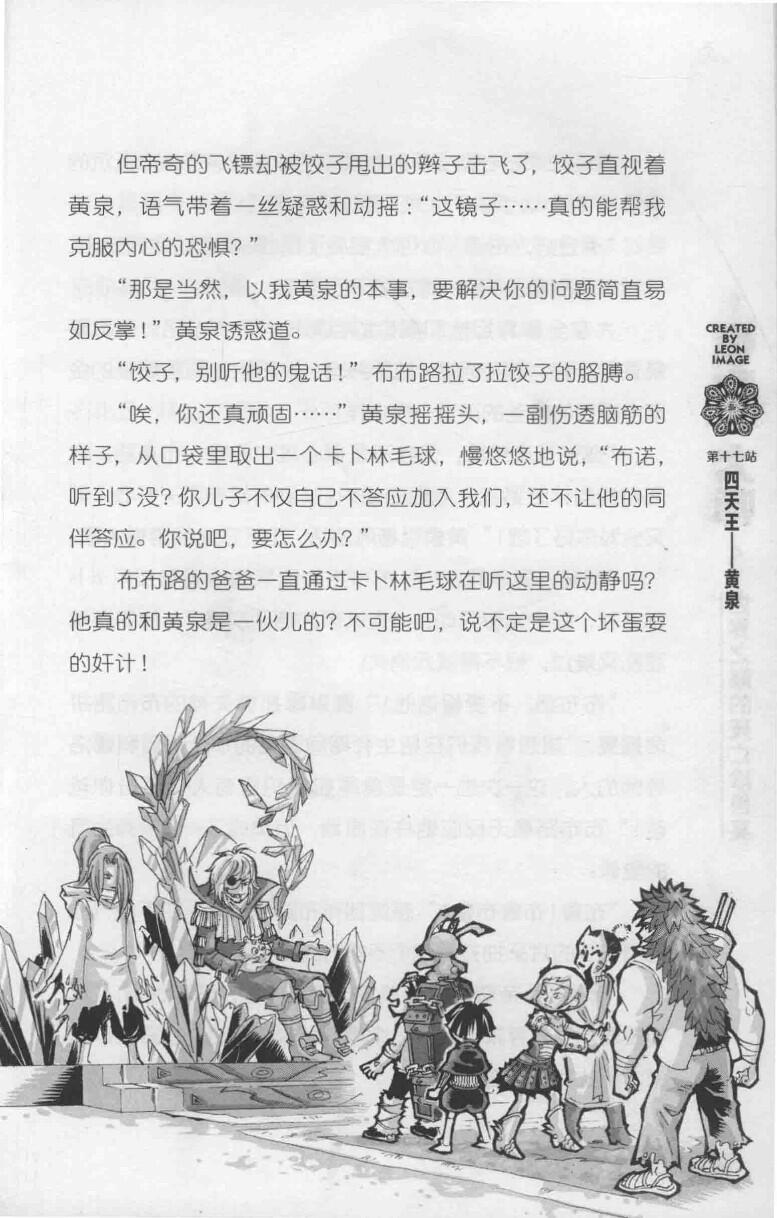 但帝奇的飞镖却被饺子甩出的辫子击飞了，饺子直视着
黄泉，语气带着一丝疑惑和动摇：“这镜子……真的能帮我
克服内心的恐惧？”
“那是当然，以我黄泉的本事，要解决你的问题简直易
如反掌！”黄泉诱惑道。
“饺子，别听他的鬼话！”布布路拉了拉饺子的胳膊。
“唉，你还真顽固……”黄泉摇摇头，一副伤透脑筋的
样子，从口袋里取出一个卡卜林毛球，慢悠悠地说，“布诺，
听到了没？你儿子不仅自己不答应加入我们，还不让他的同
伴答应。你说吧，要怎么办？”
布布路的爸爸一直通过卡卜林毛球在听这里的动静吗？
他真的和黄泉是一伙儿的？不可能吧，说不定是这个坏蛋耍
的奸计！
CREATED
BY
LEON
IMAGE
第十七站
四天王——黄泉